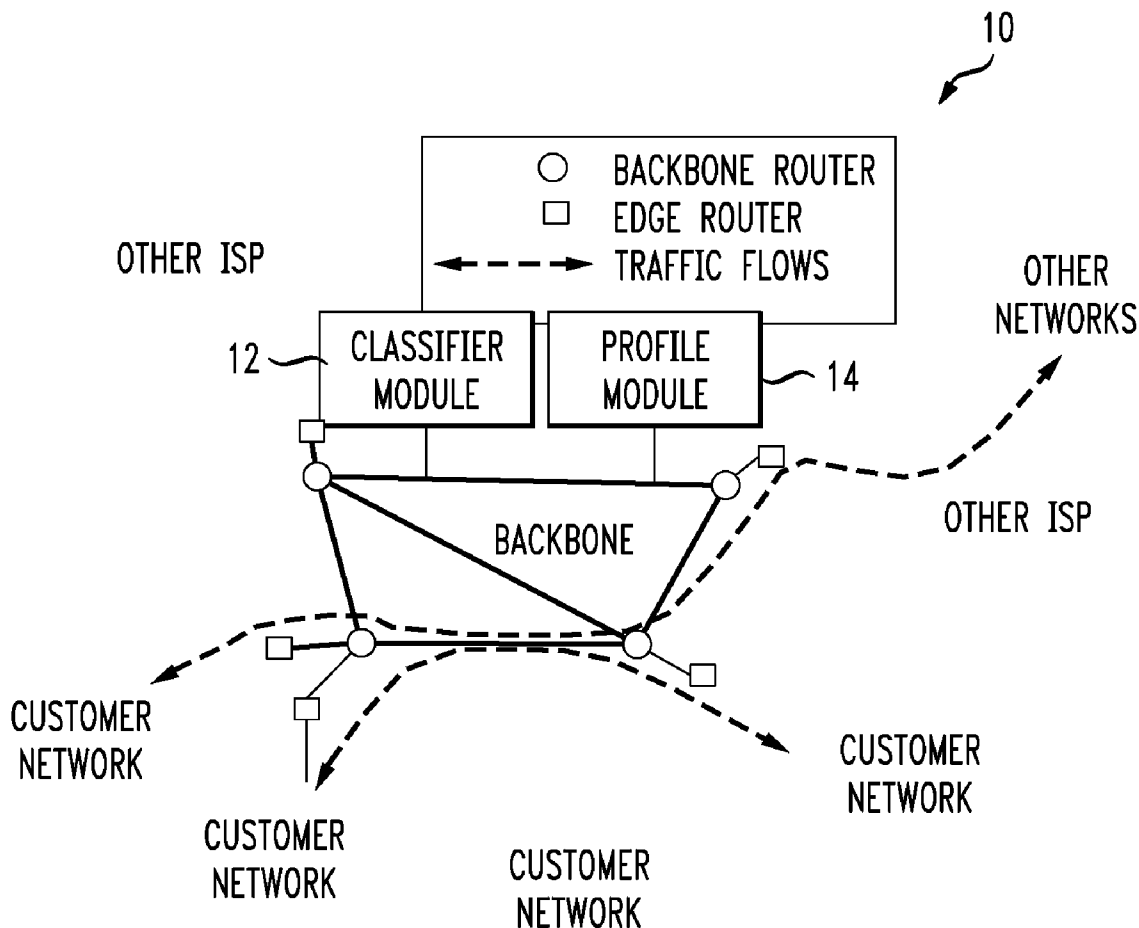 10
BACKBONE ROUTER
EDGE ROUTER
TRAFFIC FLOWS
OTHER ISP
OTHER
NETWORKS
12
CLASSIFIER
MODULE
PROFILE
MODULE
14
BACKBONE
OTHER ISP
CUSTOMER
NETWORK
CUSTOMER
NETWORK
CUSTOMER
NETWORK
CUSTOMER
NETWORK